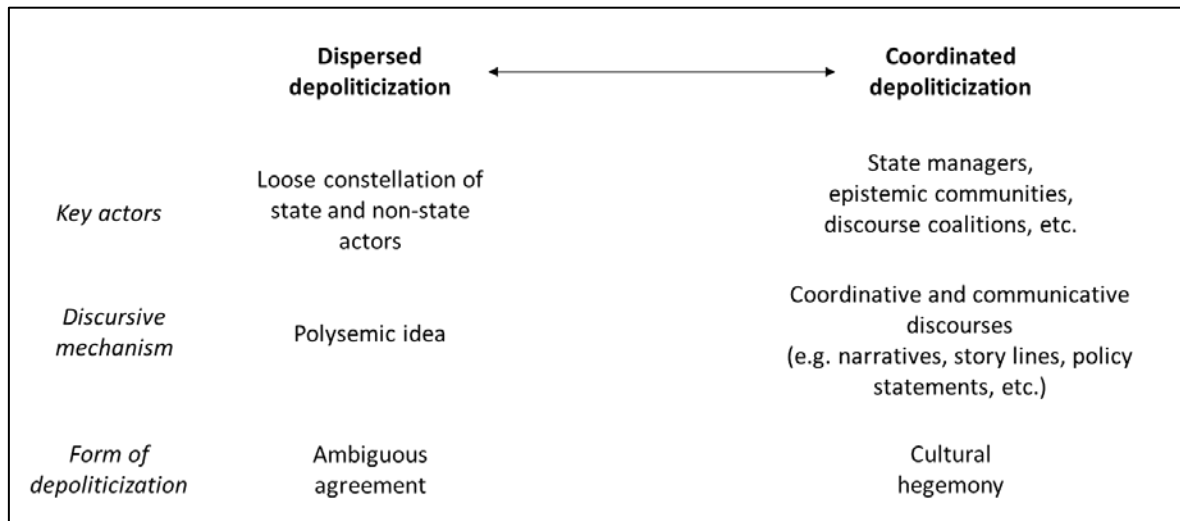 Dispersed
depoliticization
Coordinated
depoliticization
Key actors
Loose constellation of
state and non-state
actors
State managers,
epistemic communities,
discourse coalitions, etc.
Discursive
mechanism
Polysemic idea
Coordinative and communicative
discourses
(e.g. narratives, story lines, policy
statements, etc.)
Form of
depoliticization
Ambiguous
agreement
Cultural
hegemony